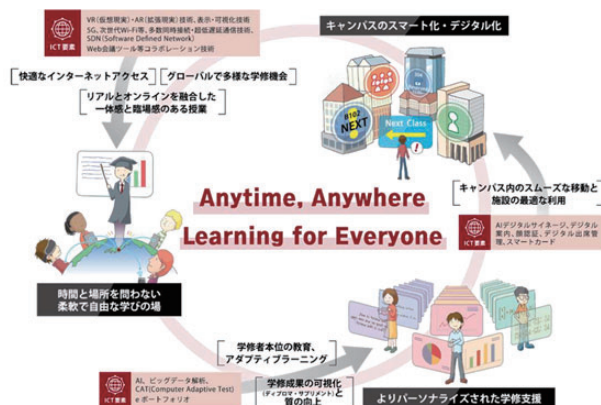 ICT要素
VR(仮想現実)・AR(拡張現実)技術、表示・可視化技術
5G、次世代Wi-Fi等、多数同時接続・超低遅延通信技術、
SDN(Software Defined Network)
Web会議ツール等コラボレーション技術
快適なインターネットアクセス
グローバルで多様な学修機会
リアルとオンラインを融合した
一体感と臨場感のある授業
キャンパスのスマート化・デジタル化
B102
NEXT
Next Class
!
Anytime, Anywhere
Learning for Everyone
キャンパス内のスムーズな移動と
施設の最適な利用
ICT要素
AIデジタルサイネージ、デジタル
案内、顔認証、デジタル出席管
理、スマートカード
時間と場所を問わない
柔軟で自由な学びの場
学修者本位の教育、
アダプティブラーニング
ICT要素
AI、ビッグデータ解析、
CAT(Computer Adaptive Test)
e ポートフォリオ
学修成果の可視化
(ディプロマ・サプリメント)と
質の向上
よりパーソナライズされた学修支援